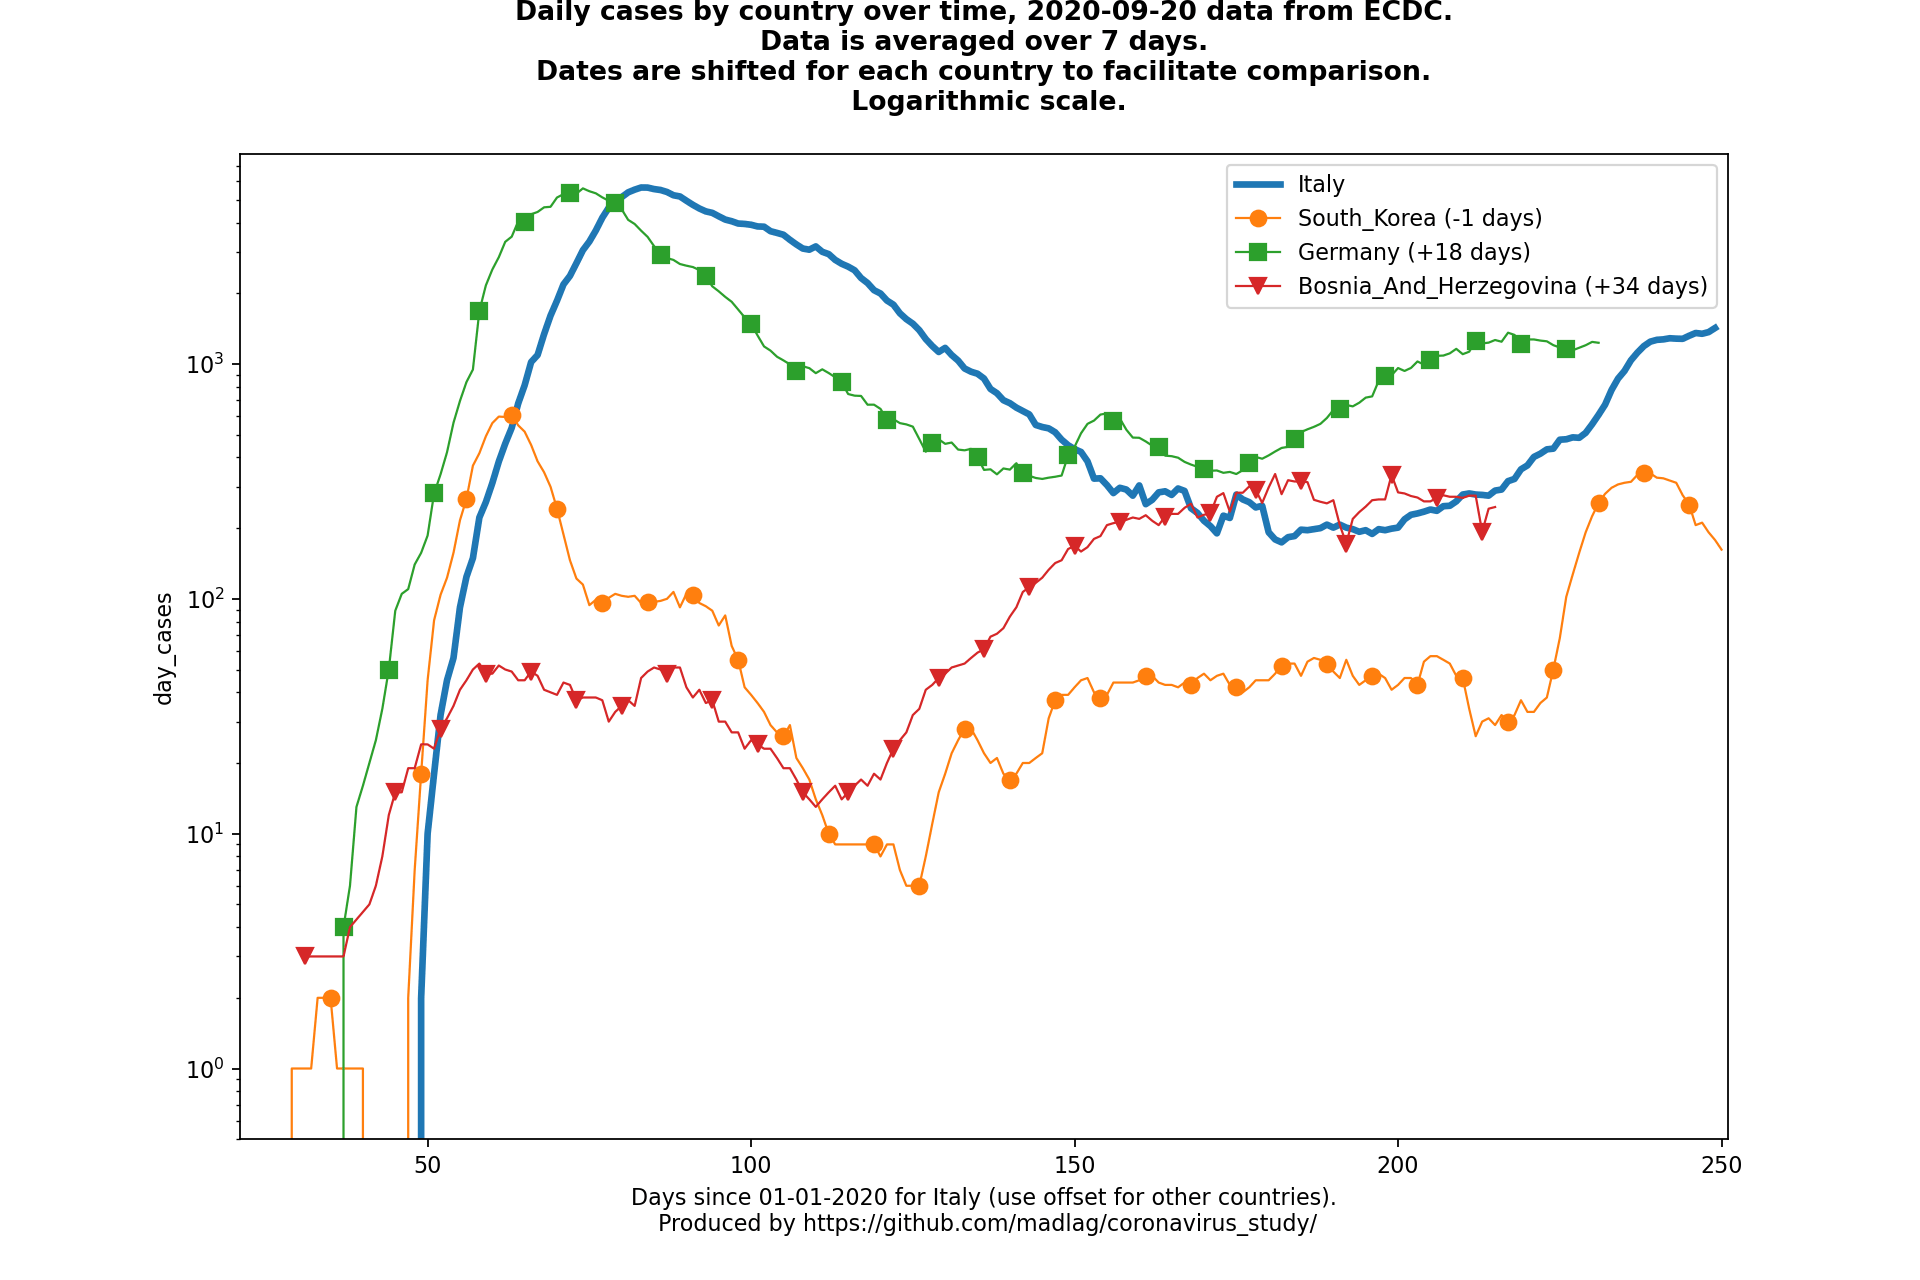 Daily cases by country over time, 2020-09-20 data from ECDC.
Data is averaged over 7 days.
Dates are shifted for each country to facilitate comparison.
Logarithmic scale.
Italy
South_Korea (-1 days)
Germany (+18 days)
Bosnia_And_Herzegovina (+34 days)
day_cases
10³
10²
10¹
10⁰
50 100 150 200 250
Days since 01-01-2020 for Italy (use offset for other countries).
Produced by https://github.com/madlag/coronavirus_study/